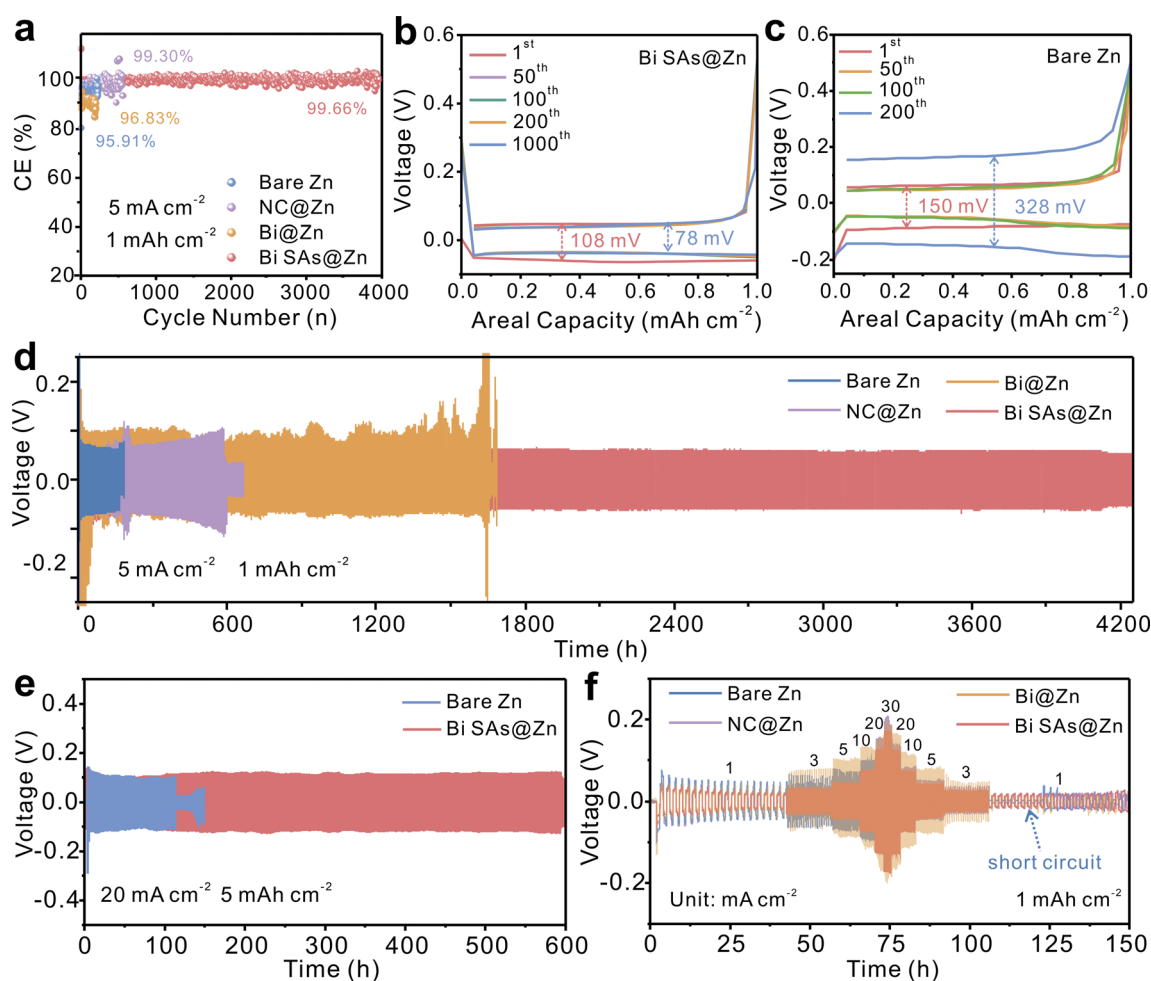 a
CE (%)
100
80
60
40
20
99.30%
96.83%
95.91%
99.66%
5 mA cm⁻²
1 mAh cm⁻²
Bare Zn
NC@Zn
Bi@Zn
Bi SAs@Zn
0 1000 2000 3000 4000
Cycle Number (n)
b
Voltage (V)
0.6
0.4
0.2
0.0
1st
50th
100th
200th
1000th
Bi SAs@Zn
108 mV
78 mV
0.0 0.2 0.4 0.6 0.8 1.0
Areal Capacity (mAh cm⁻²)
c
Voltage (V)
0.6
0.4
0.2
0.0
-0.2
1st
50th
100th
200th
Bare Zn
150 mV
328 mV
0.0 0.2 0.4 0.6 0.8 1.0
Areal Capacity (mAh cm⁻²)
d
Voltage (V)
0.2
0.0
-0.2
Bare Zn
NC@Zn
Bi@Zn
Bi SAs@Zn
5 mA cm⁻² 1 mAh cm⁻²
0 600 1200 1800 2400 3000 3600 4200
Time (h)
e
Voltage (V)
0.4
0.2
0.0
-0.2
-0.4
Bare Zn
Bi SAs@Zn
20 mA cm⁻² 5 mAh cm⁻²
0 100 200 300 400 500 600
Time (h)
f
Voltage (V)
0.2
0.0
-0.2
Bare Zn
NC@Zn
Bi@Zn
Bi SAs@Zn
1 3 5 10 20 30 20 10 5 3 1
short circuit
Unit: mA cm⁻²
1 mAh cm⁻²
0 25 50 75 100 125 150
Time (h)